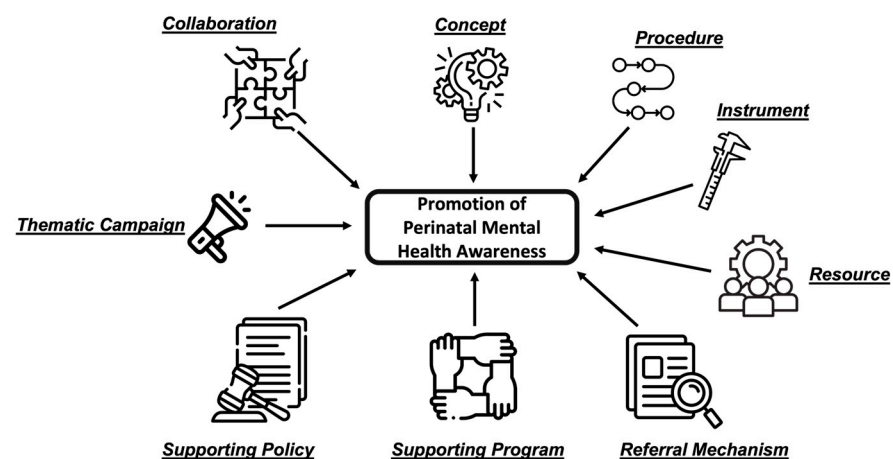 Collaboration
Concept
Procedure
Instrument
Thematic Campaign
Promotion of
Perinatal Mental
Health Awareness
Resource
Supporting Policy
Supporting Program
Referral Mechanism